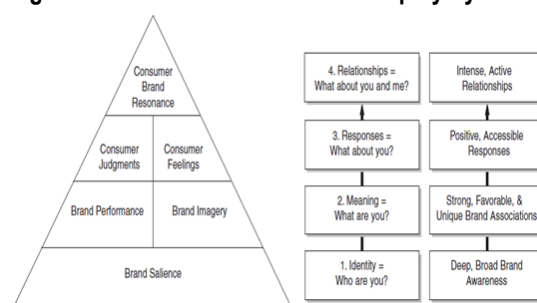 Consumer
Brand
Resonance
Consumer
Judgments
Consumer
Feelings
Brand Performance
Brand Imagery
Brand Salience
4. Relationships =
What about you and me?
3. Responses =
What about you?
2. Meaning =
What are you?
1. Identity =
Who are you?
Intense, Active
Relationships
Positive, Accessible
Responses
Strong, Favorable, &
Unique Brand Associations
Deep, Broad Brand
Awareness